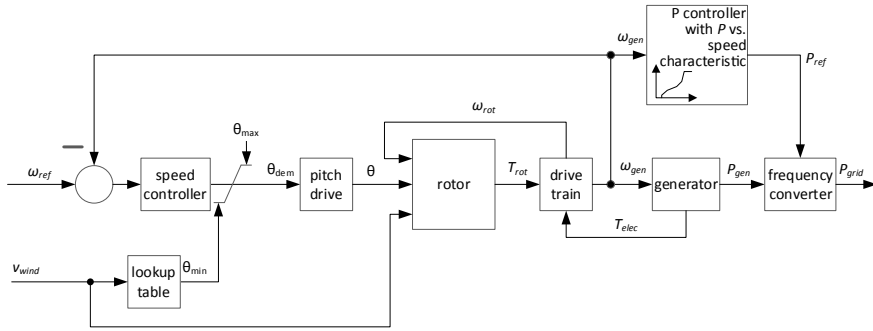 P controller
with P vs.
speed
characteristic
ω_gen
P_ref
ω_rot
−
θ_max
ω_ref
speed
controller
θ_dem
pitch
drive
θ
rotor
T_rot
drive
train
ω_gen
generator
P_gen
frequency
converter
P_grid
T_elec
v_wind
lookup
table
θ_min